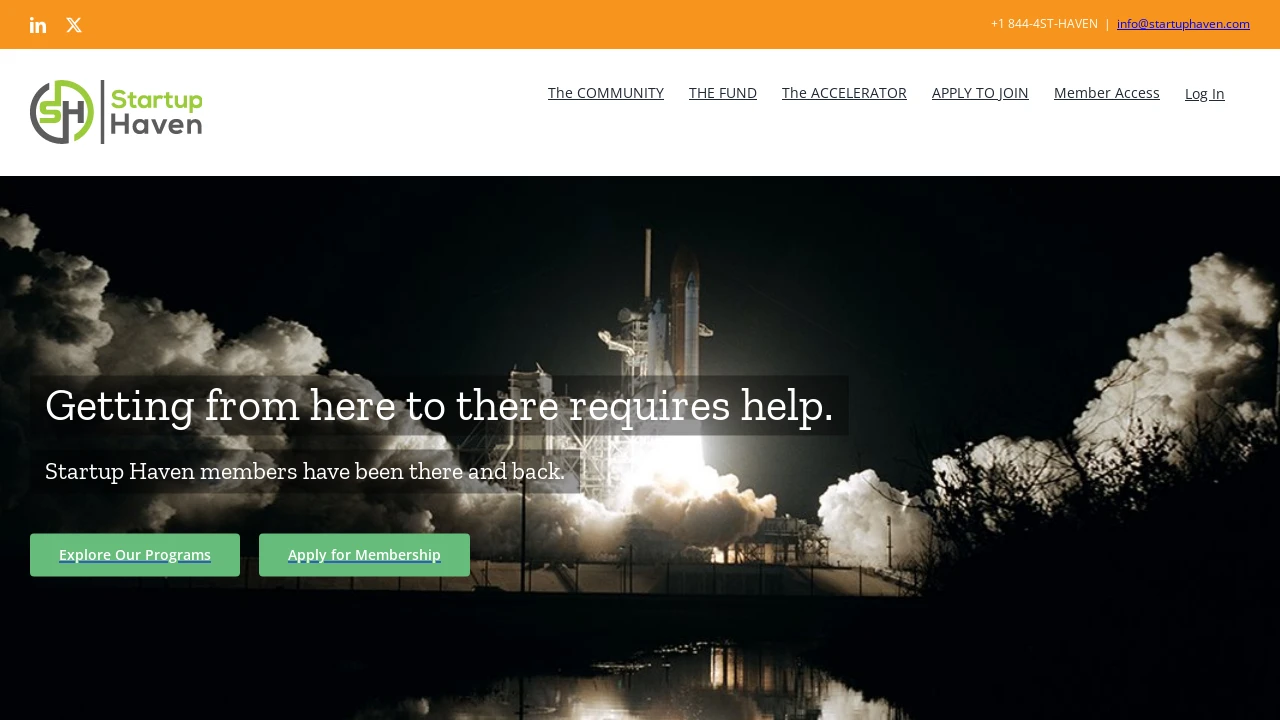 +1 844-4ST-HAVEN | info@startuphaven.com
SH Startup
Haven
The COMMUNITY THE FUND The ACCELERATOR APPLY TO JOIN Member Access Log In
Getting from here to there requires help.
Startup Haven members have been there and back.
Explore Our Programs Apply for Membership